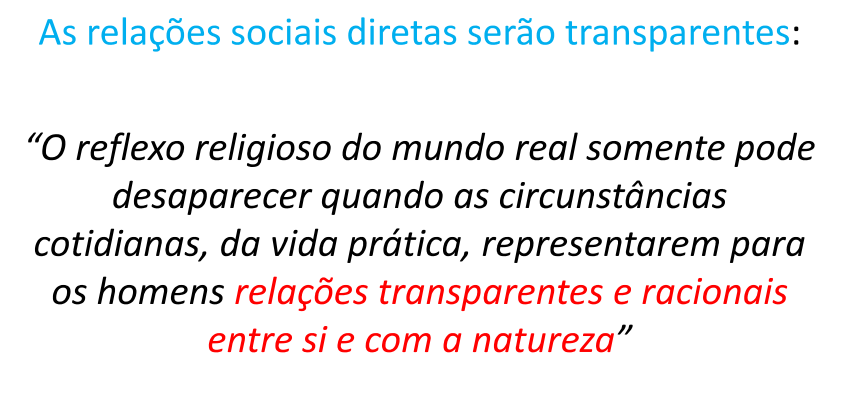 As relações sociais diretas serão transparentes:
“O reflexo religioso do mundo real somente pode
desaparecer quando as circunstâncias
cotidianas, da vida prática, representarem para
os homens relações transparentes e racionais
entre si e com a natureza”